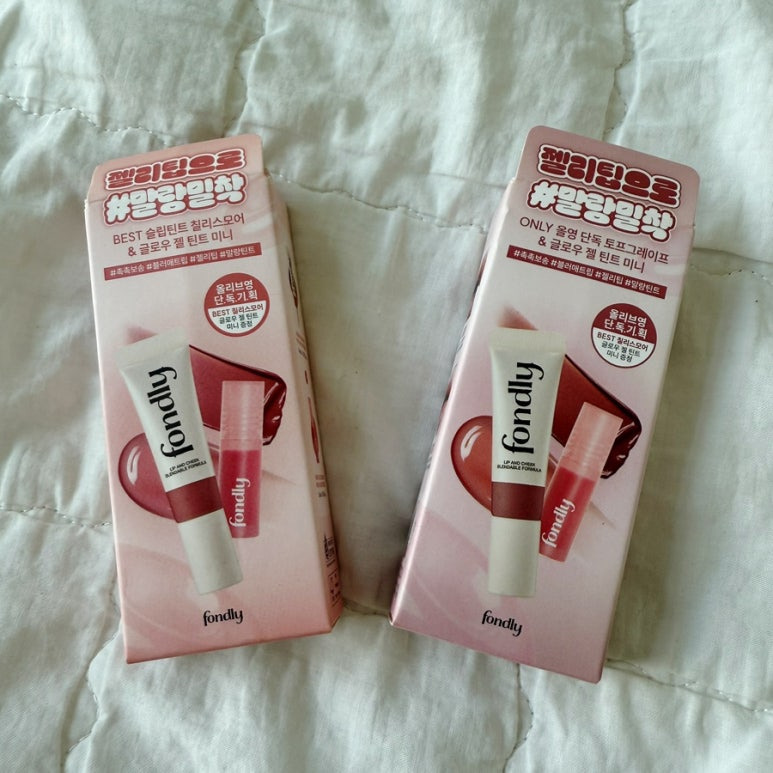 젤리팁으로
#말랑밀착
BEST 슬립틴트 칠리스모어
& 글로우 젤 틴트 미니
#촉촉보송 #블러매트립 #젤리팁 #말랑틴트
올리브영
단.독.기.획
BEST 칠리스모어
글로우 젤 틴트
미니 증정
fondly
LIP AND CHEEK
BLENDABLE FORMULA
fondly
fondly
젤리팁으로
#말랑밀착
ONLY 올영 단독 토프그레이프
& 글로우 젤 틴트 미니
#촉촉보송 #블러매트립 #젤리팁 #말랑틴트
올리브영
단.독.기.획
BEST 칠리스모어
글로우 젤 틴트
미니 증정
fondly
LIP AND CHEEK
BLENDABLE FORMULA
fondly
fondly